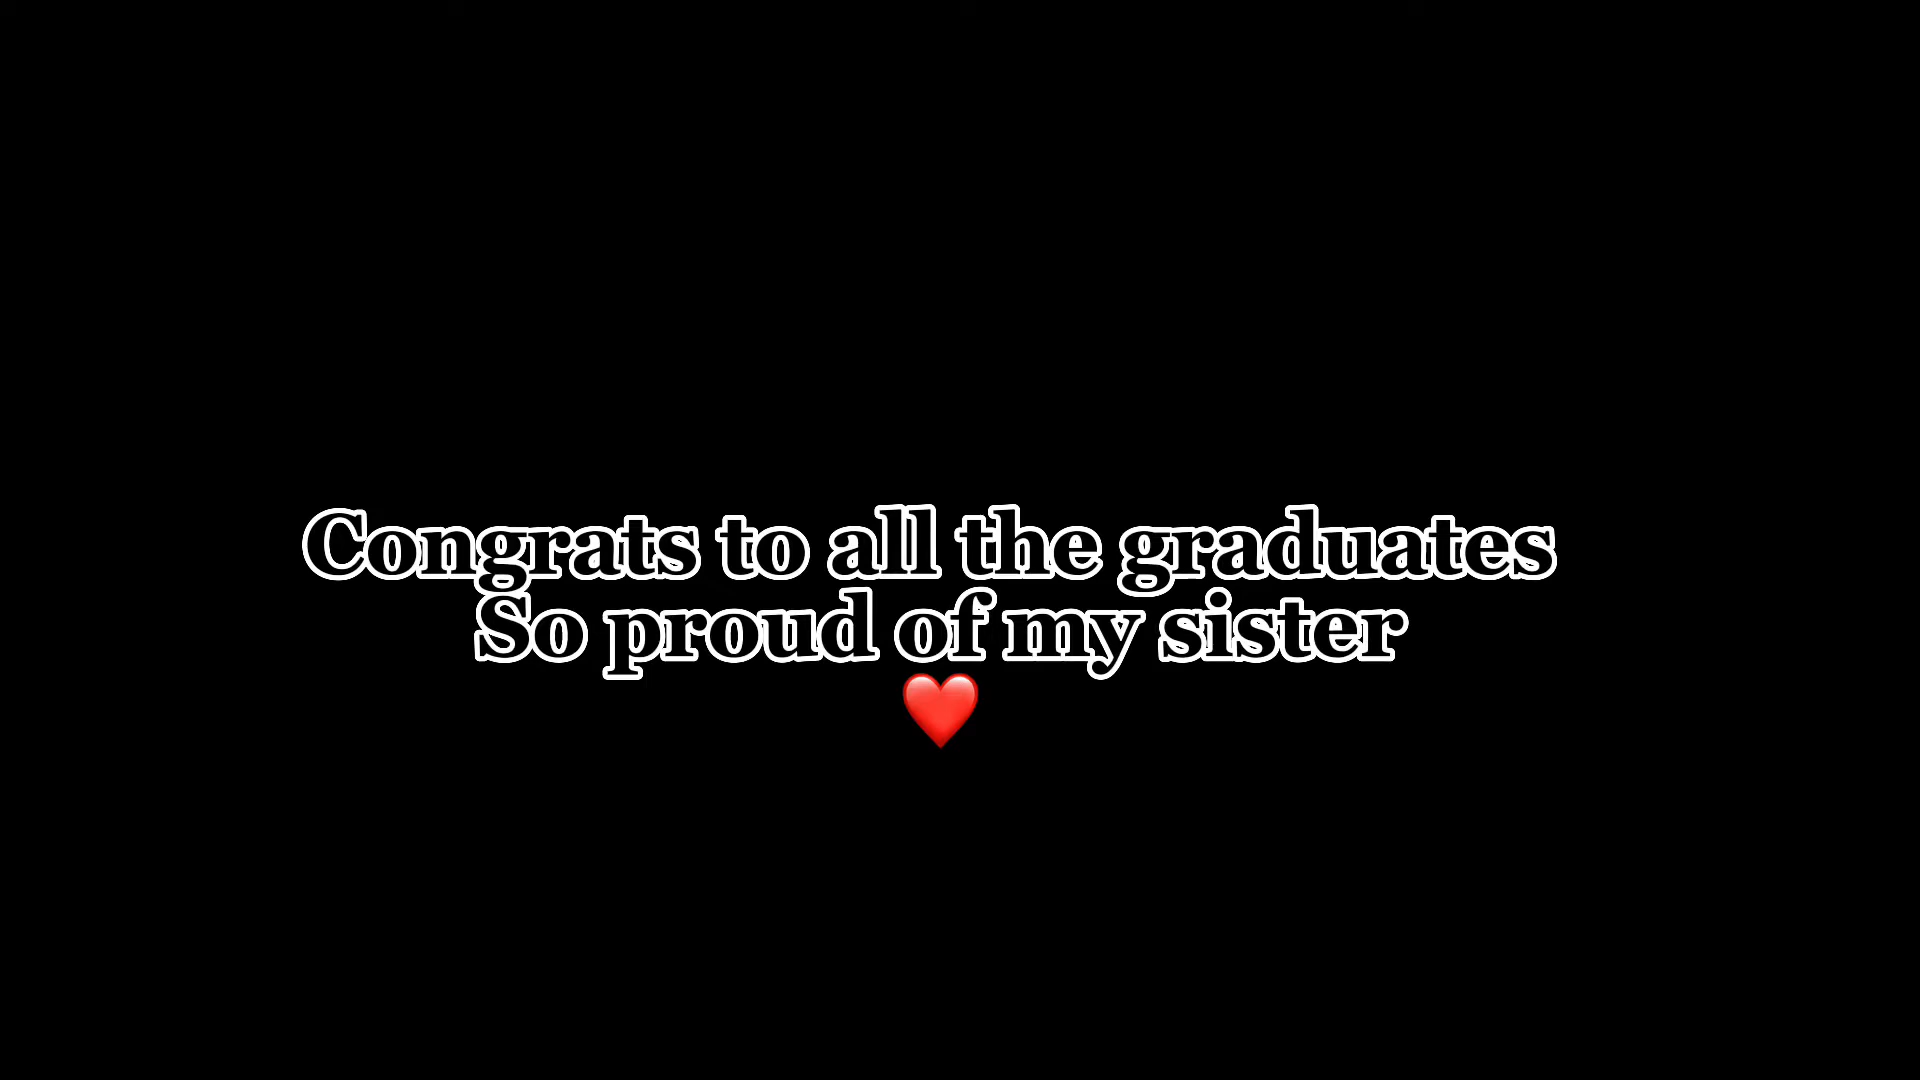 Congrats to all the graduates
So proud of my sister
❤️